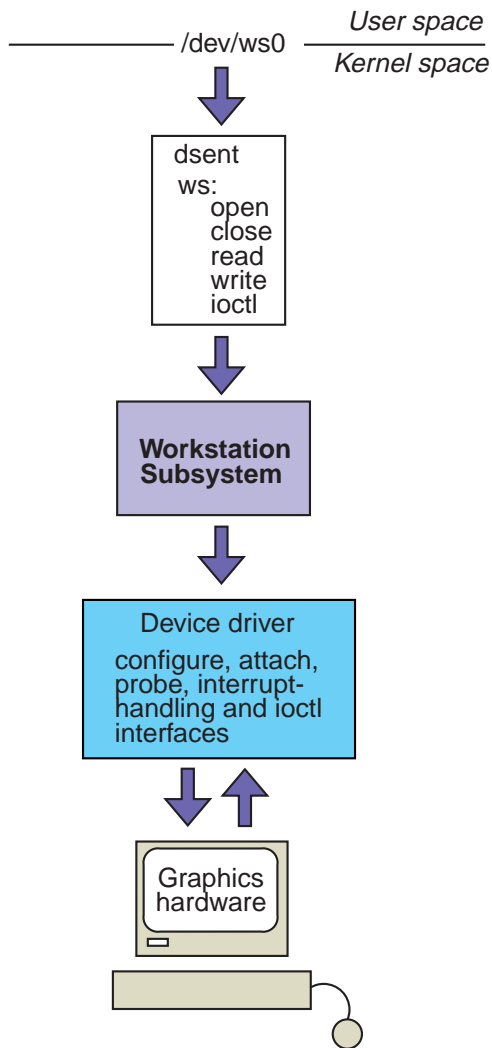 User space
/dev/ws0
Kernel space
dsent
ws:
open
close
read
write
ioctl
Workstation
Subsystem
Device driver
configure, attach,
probe, interrupt-
handling and ioctl
interfaces
Graphics
hardware